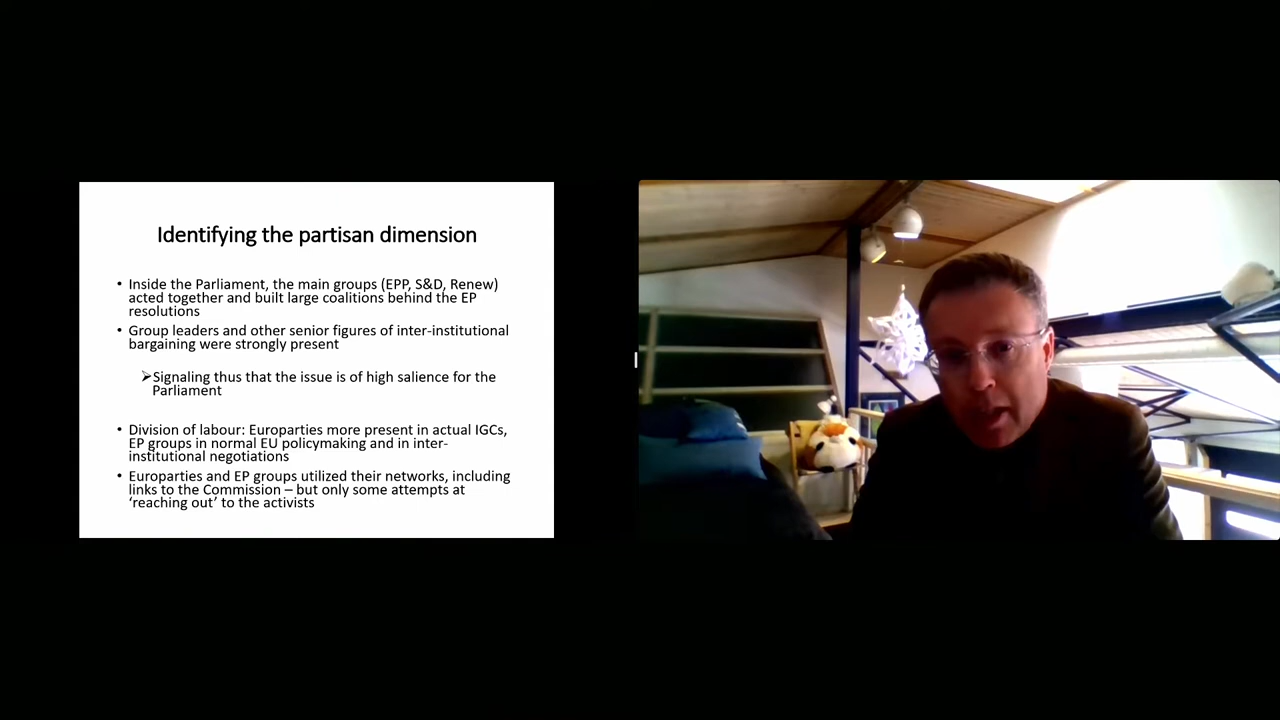 Identifying the partisan dimension
• Inside the Parliament, the main groups (EPP, S&D, Renew)
acted together and built large coalitions behind the EP
resolutions
• Group leaders and other senior figures of inter-institutional
bargaining were strongly present
➢Signaling thus that the issue is of high salience for the
Parliament
• Division of labour: Europarties more present in actual IGCs,
EP groups in normal EU policymaking and in inter-
institutional negotiations
• Europarties and EP groups utilized their networks, including
links to the Commission – but only some attempts at
‘reaching out’ to the activists